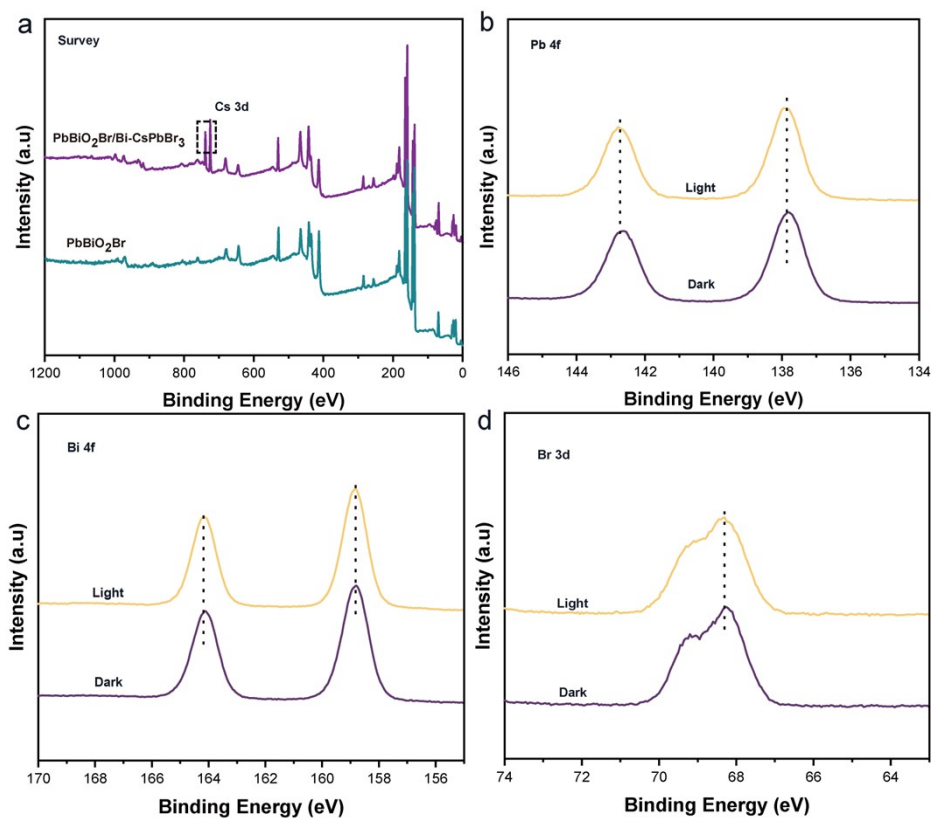 a
Survey
Cs 3d
PbBiO₂Br/Bi-CsPbBr₃
PbBiO₂Br
Intensity (a.u)
1200 1000 800 600 400 200 0
Binding Energy (eV)
b
Pb 4f
Light
Dark
Intensity (a.u)
146 144 142 140 138 136 134
Binding Energy (eV)
c
Bi 4f
Light
Dark
Intensity (a.u)
170 168 166 164 162 160 158 156
Binding Energy (eV)
d
Br 3d
Light
Dark
Intensity (a.u)
74 72 70 68 66 64
Binding Energy (eV)